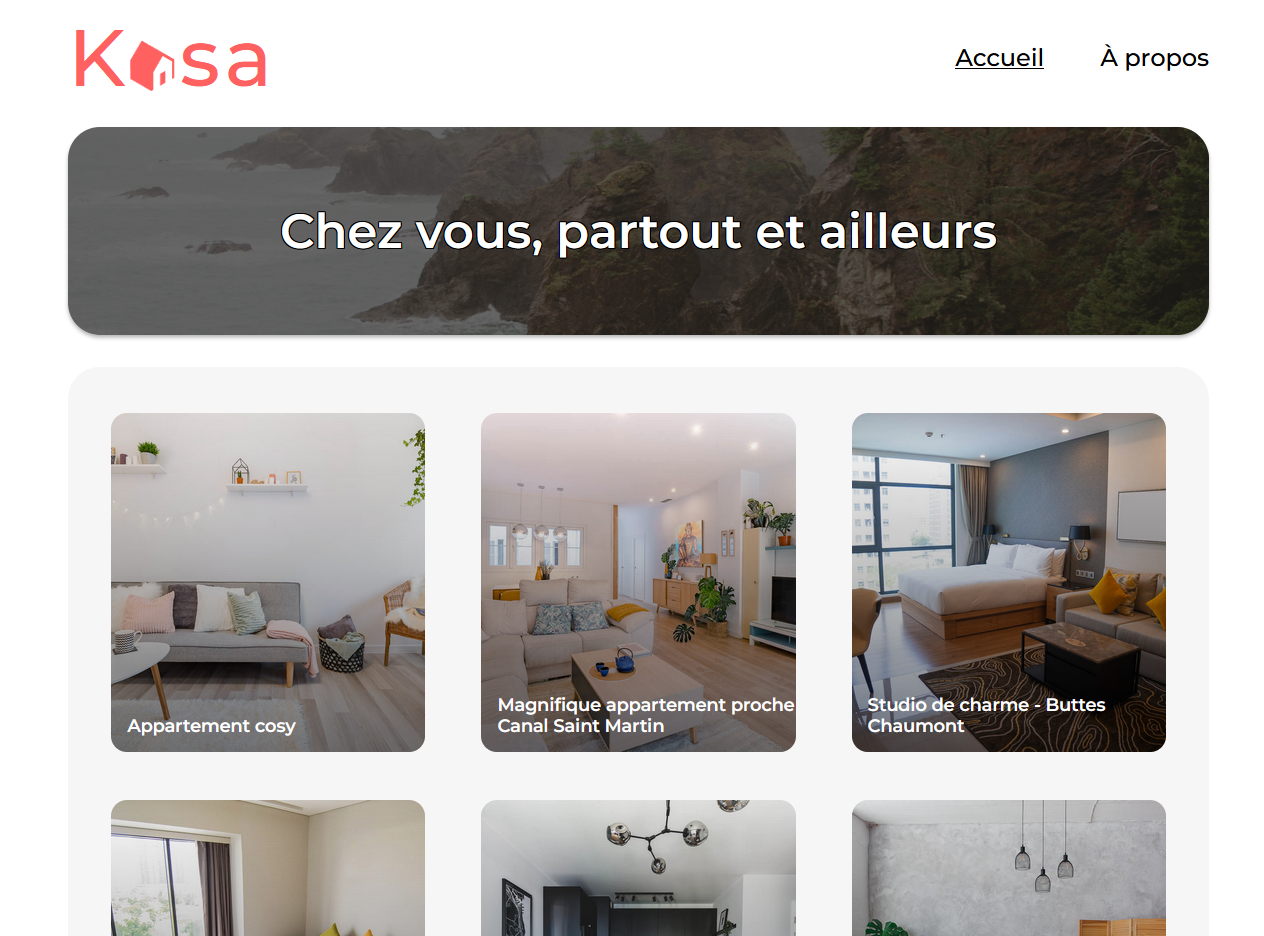 Kasa
Accueil
À propos
Chez vous, partout et ailleurs
Appartement cosy
Magnifique appartement proche
Canal Saint Martin
Studio de charme - Buttes
Chaumont